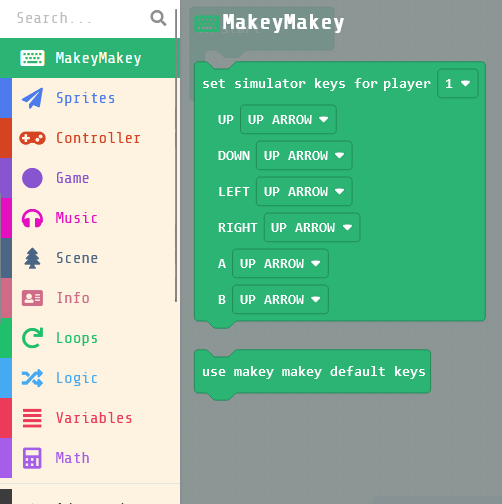 Search...
MakeyMakey
Sprites
Controller
Game
Music
Scene
Info
Loops
Logic
Variables
Math
MakeyMakey
set simulator keys for player 1
UP UP ARROW
DOWN UP ARROW
LEFT UP ARROW
RIGHT UP ARROW
A UP ARROW
B UP ARROW
use makey makey default keys